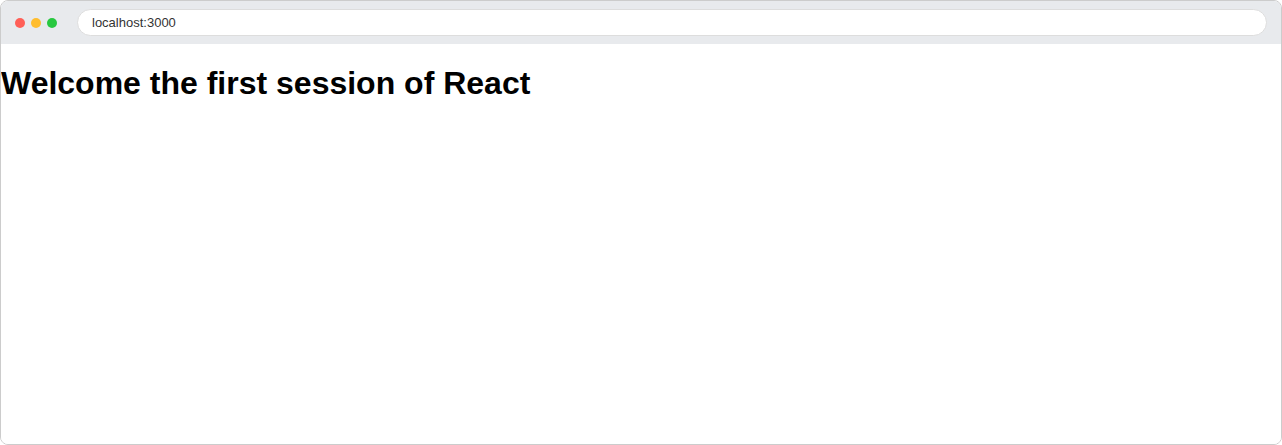 localhost:3000
Welcome the first session of React